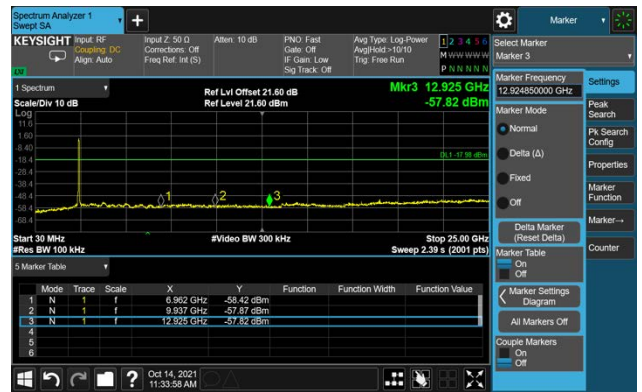 Spectrum Analyzer 1
Swept SA
+
Marker
KEYSIGHT
Input: RF
Coupling: DC
Align: Auto
Input Z: 50 Ω
Corrections: Off
Freq Ref: Int (S)
Atten: 10 dB
PNO: Fast
Gate: Off
IF Gain: Low
Sig Track: Off
Avg Type: Log-Power
Avg|Hold:>10/10
Trig: Free Run
1 2 3 4 5 6
M W W W W W
P N N N N N
Select Marker
Marker 3
1 Spectrum
Scale/Div 10 dB
Log
Ref Lvl Offset 21.60 dB
Ref Level 21.60 dBm
Mkr3 12.925 GHz
-57.82 dBm
11.6
1.60
-8.40
-18.4
-28.4
-38.4
-48.4
-58.4
-68.4
DL1 -17.98 dBm
1
2
3
Start 30 MHz
#Res BW 100 kHz
#Video BW 300 kHz
Stop 25.00 GHz
Sweep 2.39 s (2001 pts)
5 Marker Table
Mode Trace Scale X Y Function Function Width Function Value
1 N 1 f 6.962 GHz -58.42 dBm
2 N 1 f 9.937 GHz -57.87 dBm
3 N 1 f 12.925 GHz -57.82 dBm
4
5
6
Marker Frequency
12.924850000 GHz
Marker Mode
Normal
Delta (Δ)
Fixed
Off
Delta Marker
(Reset Delta)
Marker Table
On
Off
Marker Settings
Diagram
All Markers Off
Couple Markers
On
Off
Settings
Peak
Search
Pk Search
Config
Properties
Marker
Function
Marker→
Counter
?
Oct 14, 2021
11:33:58 AM